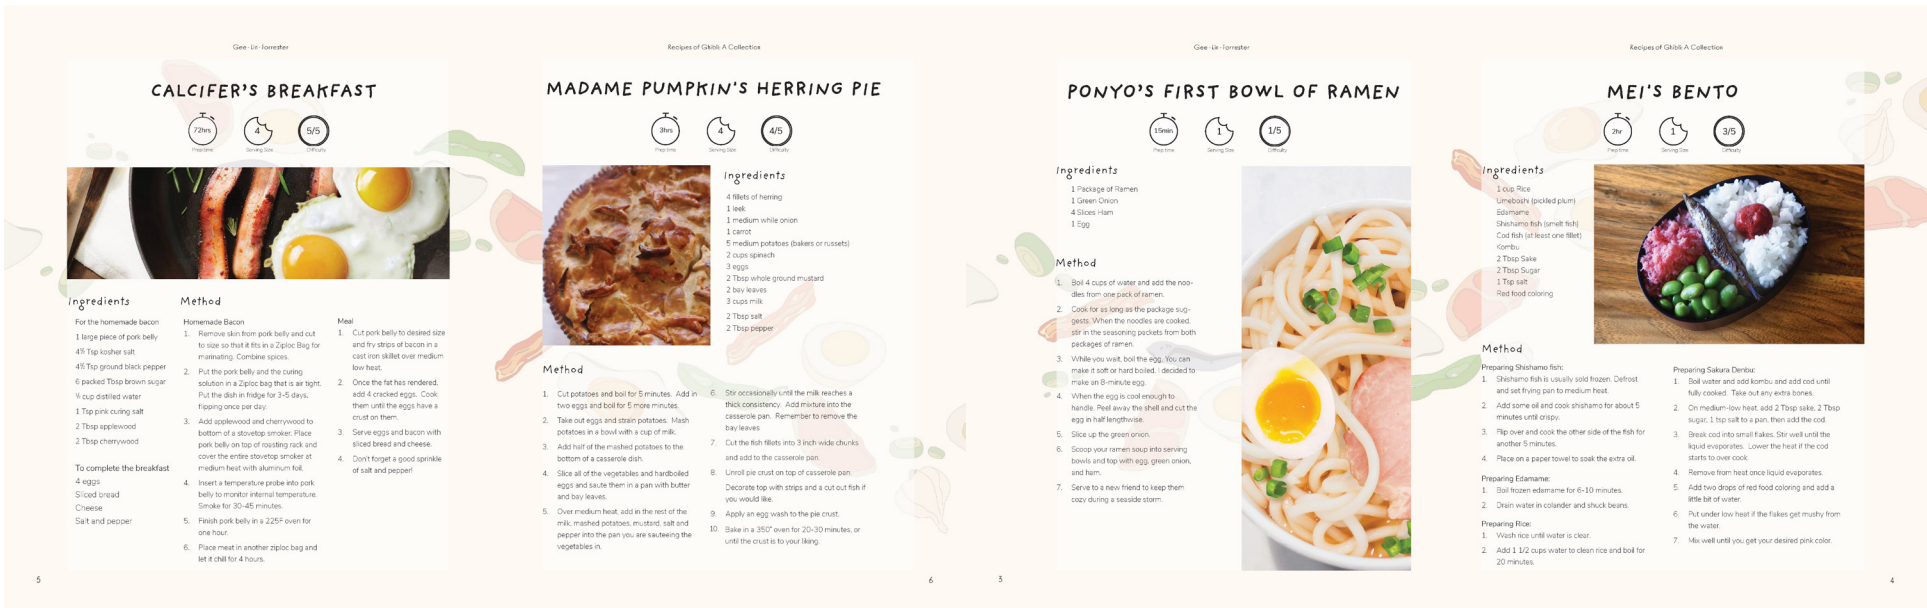 Gee-Lin-Forrester
CALCIFER'S BREAKFAST
72hrs
4
5/5
Prep time
Serving Size
Difficulty
Ingredients
For the homemade bacon
1 large piece of pork belly
4½ Tsp kosher salt
4½ Tsp ground black pepper
6 packed Tbsp brown sugar
cup distilled water
1 Tsp pink curing salt
2 Tbsp applewood
2 Tbsp cherrywood
To complete the breakfast
4 eggs
Sliced bread
Cheese
Salt and pepper
Method
Homemade Bacon
1. Remove skin from pork belly and cut
to size so that it fits in a Ziploc Bag for
marinating. Combine spices.
2. Put the pork belly and the curing
solution in a Ziploc bag that is air tight.
Put the dish in fridge for 3-5 days,
flipping once per day.
3. Add applewood and cherrywood to
bottom of a stovetop smoker. Place
pork belly on top of roasting rack and
cover the entire stovetop smoker at
medium heat with aluminum foil.
4. Insert a temperature probe into pork
belly to monitor internal temperature.
Smoke for 30-45 minutes.
5. Finish pork belly in a 225F oven for
one hour.
6. Place meat in another ziploc bag and
let it chill for 4 hours.
Meal
1. Cut pork belly to desired size
and fry strips of bacon in a
cast iron skillet over medium
low heat.
2. Once the fat has rendered,
add 4 cracked eggs. Cook
them until the eggs have a
crust on them.
3. Serve eggs and bacon with
sliced bread and cheese.
4. Don't forget a good sprinkle
of salt and pepper!
5
Recipes of Ghibli: A Collection
MADAME PUMPKIN'S HERRING PIE
3hrs
4
4/5
Prep time
Serving Size
Difficulty
Ingredients
4 fillets of herring
1 leek
1 medium while onion
1 carrot
5 medium potatoes (bakers or russets)
2 cups spinach
3 eggs
2 Tbsp whole ground mustard
2 bay leaves
3 cups milk
2 Tbsp salt
2 Tbsp pepper
Method
1. Cut potatoes and boil for 5 minutes. Add in
two eggs and boil for 5 more minutes.
2. Take out eggs and strain potatoes. Mash
potatoes in a bowl with a cup of milk.
3. Add half of the mashed potatoes to the
bottom of a casserole dish.
4. Slice all of the vegetables and hardboiled
eggs and saute them in a pan with butter
and bay leaves.
5. Over medium heat, add in the rest of the
milk, mashed potatoes, mustard, salt and
pepper into the pan you are sauteeing the
vegetables in.
6. Stir occasionally until the milk reaches a
thick consistency. Add mixture into the
casserole pan. Remember to remove the
bay leaves
7. Cut the fish fillets into 3 inch wide chunks
and add to the casserole pan.
8. Unroll pie crust on top of casserole pan.
Decorate top with strips and a cut out fish if
you would like.
9. Apply an egg wash to the pie crust.
10. Bake in a 350° oven for 20-30 minutes, or
until the crust is to your liking.
6
Gee-Lin-Forrester
PONYO'S FIRST BOWL OF RAMEN
15min
1
1/5
Prep time
Serving Size
Difficulty
Ingredients
1 Package of Ramen
1 Green Onion
4 Slices Ham
1 Egg
Method
1. Boil 4 cups of water and add the noo-
dles from one pack of ramen.
2. Cook for as long as the package sug-
gests. When the noodles are cooked,
stir in the seasoning packets from both
packages of ramen.
3. While you wait, boil the egg. You can
make it soft or hard boiled. I decided to
make an 8-minute egg.
4. When the egg is cool enough to
handle. Peel away the shell and cut the
egg in half lengthwise.
5. Slice up the green onion.
6. Scoop your ramen soup into serving
bowls and top with egg, green onion,
and ham.
7. Serve to a new friend to keep them
cozy during a seaside storm.
3
Recipes of Ghibli: A Collection
MEI'S BENTO
2hr
1
3/5
Prep time
Serving Size
Difficulty
Ingredients
1 cup Rice
Umeboshi (pickled plum)
Edamame
Shishamo fish (smelt fish)
Cod fish (at least one fillet)
Kombu
2 Tbsp Sake
2 Tbsp Sugar
1 Tsp salt
Red food coloring
Method
Preparing Shishamo fish:
1. Shishamo fish is usually sold frozen. Defrost
and set frying pan to medium heat.
2. Add some oil and cook shishamo for about 5
minutes until crispy.
3. Flip over and cook the other side of the fish for
another 5 minutes.
4. Place on a paper towel to soak the extra oil.
Preparing Edamame:
1. Boil frozen edamame for 6-10 minutes.
2. Drain water in colander and shuck beans.
Preparing Rice:
1. Wash rice until water is clear.
2. Add 1 1/2 cups water to clean rice and boil for
20 minutes.
Preparing Sakura Denbu:
1. Boil water and add kombu and add cod until
fully cooked. Take out any extra bones.
2. On medium-low heat, add 2 Tbsp sake, 2 Tbsp
sugar, 1 tsp salt to a pan, then add the cod.
3. Break cod into small flakes. Stir well until the
liquid evaporates. Lower the heat if the cod
starts to over cook.
4. Remove from heat once liquid evaporates.
5. Add two drops of red food coloring and add a
little bit of water.
6. Put under low heat if the flakes get mushy from
the water.
7. Mix well until you get your desired pink color.
4